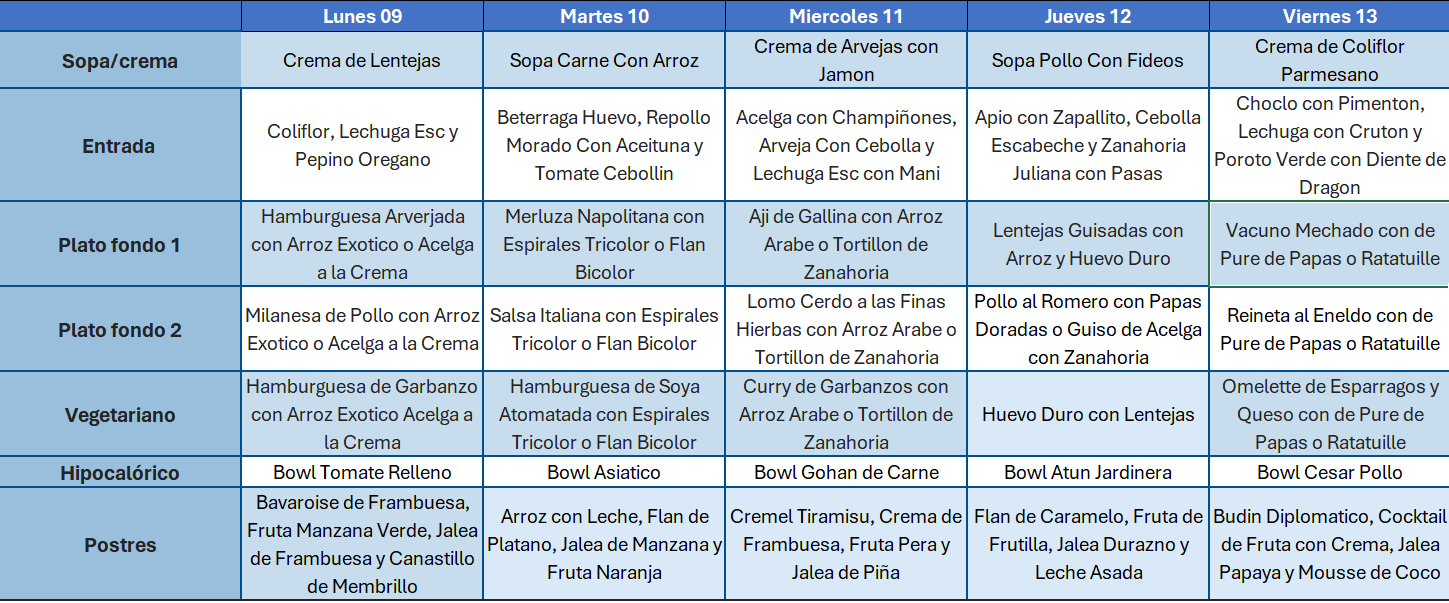 Lunes 09
Martes 10
Miercoles 11
Jueves 12
Viernes 13
Sopa/crema
Crema de Lentejas
Sopa Carne Con Arroz
Crema de Arvejas con
Jamon
Sopa Pollo Con Fideos
Crema de Coliflor
Parmesano
Entrada
Coliflor, Lechuga Esc y
Pepino Oregano
Beterraga Huevo, Repollo
Morado Con Aceituna y
Tomate Cebollin
Acelga con Champiñones,
Arveja Con Cebolla y
Lechuga Esc con Mani
Apio con Zapallito, Cebolla
Escabeche y Zanahoria
Juliana con Pasas
Choclo con Pimenton,
Lechuga con Cruton y
Poroto Verde con Diente de
Dragon
Plato fondo 1
Hamburguesa Arverjada
con Arroz Exotico o Acelga
a la Crema
Merluza Napolitana con
Espirales Tricolor o Flan
Bicolor
Aji de Gallina con Arroz
Arabe o Tortillon de
Zanahoria
Lentejas Guisadas con
Arroz y Huevo Duro
Vacuno Mechado con de
Pure de Papas o Ratatuille
Plato fondo 2
Milanesa de Pollo con Arroz
Exotico o Acelga a la Crema
Salsa Italiana con Espirales
Tricolor o Flan Bicolor
Lomo Cerdo a las Finas
Hierbas con Arroz Arabe o
Tortillon de Zanahoria
Pollo al Romero con Papas
Doradas o Guiso de Acelga
con Zanahoria
Reineta al Eneldo con de
Pure de Papas o Ratatuille
Vegetariano
Hamburguesa de Garbanzo
con Arroz Exotico Acelga a
la Crema
Hamburguesa de Soya
Atomatada con Espirales
Tricolor o Flan Bicolor
Curry de Garbanzos con
Arroz Arabe o Tortillon de
Zanahoria
Huevo Duro con Lentejas
Omelette de Esparragos y
Queso con de Pure de
Papas o Ratatuille
Hipocalórico
Bowl Tomate Relleno
Bowl Asiatico
Bowl Gohan de Carne
Bowl Atun Jardinera
Bowl Cesar Pollo
Postres
Bavaroise de Frambuesa,
Fruta Manzana Verde, Jalea
de Frambuesa y Canastillo
de Membrillo
Arroz con Leche, Flan de
Platano, Jalea de Manzana y
Fruta Naranja
Cremel Tiramisu, Crema de
Frambuesa, Fruta Pera y
Jalea de Piña
Flan de Caramelo, Fruta de
Frutilla, Jalea Durazno y
Leche Asada
Budin Diplomatico, Cocktail
de Fruta con Crema, Jalea
Papaya y Mousse de Coco